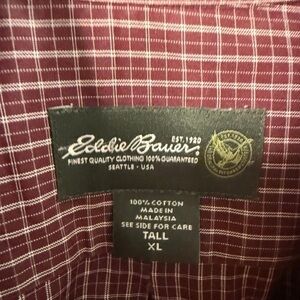 Eddie Bauer
EST. 1920
FINEST QUALITY CLOTHING 100% GUARANTEED
SEATTLE - USA
100% COTTON
MADE IN
MALAYSIA
SEE SIDE FOR CARE
TALL
XL